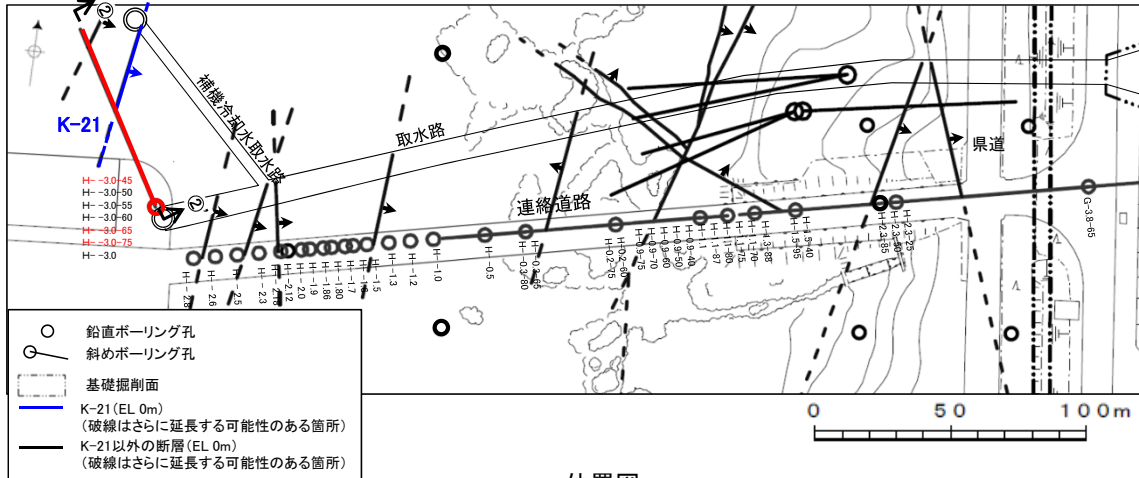 ②
K-21
補機冷却水取水路
取水路
連絡道路
県道
②
H- -3.0-45
H- -3.0-50
H- -3.0-55
H- -3.0-60
H- -3.0-65
H- -3.0-75
H- -3.0
H- -2.8
H- -2.6
H- -2.5
H- -2.3
H- -2.12
H- -2.0
H- -1.9
H- -1.86
H- -1.80
H- -1.7
H- -1.5
H- -1.3
H- -1.2
H- -1.0
H- -0.5
H- -0.3-80
H- -0.3-65
H-0.2-75
H-0.2-60
H-0.9-75
H-0.9-70
H-0.9-60
H-0.9-50
H-0.9-40
H-1.1-87
H-1.1-80
H-1.1-75
H-1.1-70
H-1.3-88
H-1.5-95
H-1.5-40
H-2.3-85
H-2.3-30
H-2.3-25
G-3.8-65
鉛直ボーリング孔
斜めボーリング孔
基礎掘削面
K-21(EL 0m)
(破線はさらに延長する可能性のある箇所)
K-21以外の断層(EL 0m)
(破線はさらに延長する可能性のある箇所)
0 50 100m